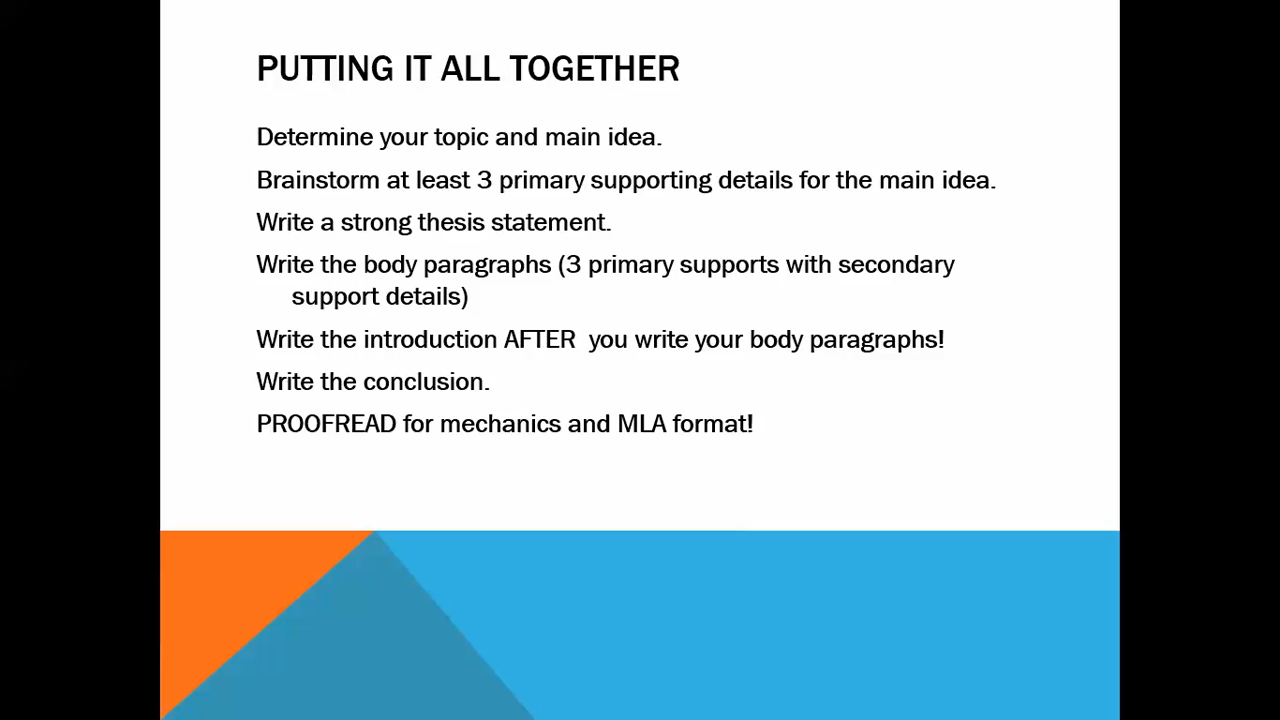 PUTTING IT ALL TOGETHER
Determine your topic and main idea.
Brainstorm at least 3 primary supporting details for the main idea.
Write a strong thesis statement.
Write the body paragraphs (3 primary supports with secondary
support details)
Write the introduction AFTER  you write your body paragraphs!
Write the conclusion.
PROOFREAD for mechanics and MLA format!